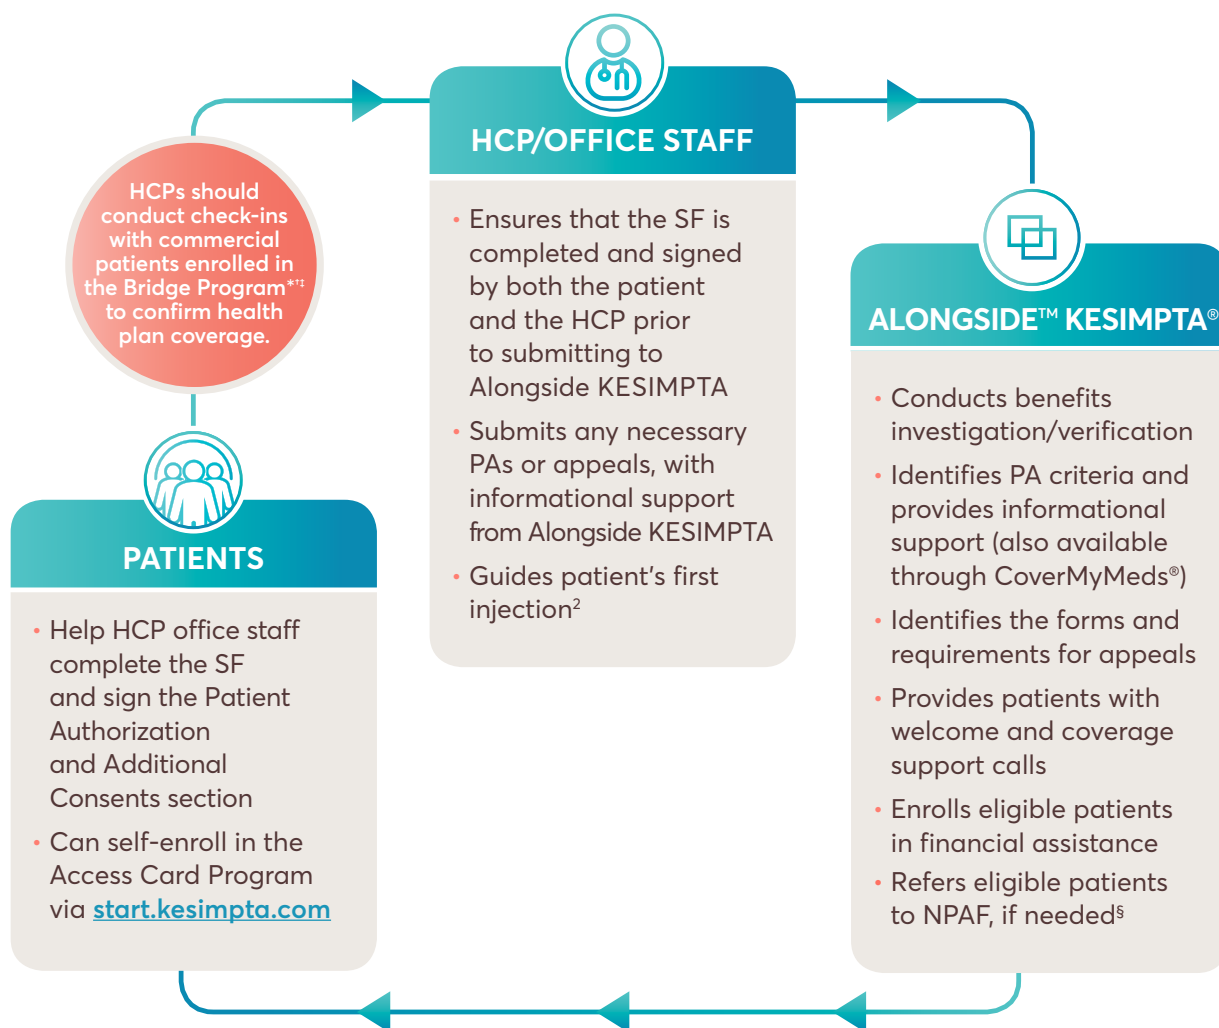 HCPs should
conduct check-ins
with commercial
patients enrolled in
the Bridge Program*†‡
to confirm health
plan coverage.
HCP/OFFICE STAFF
• Ensures that the SF is
completed and signed
by both the patient
and the HCP prior
to submitting to
Alongside KESIMPTA
• Submits any necessary
PAs or appeals, with
informational support
from Alongside KESIMPTA
• Guides patient's first
injection²
ALONGSIDE™ KESIMPTA®
• Conducts benefits
investigation/verification
• Identifies PA criteria and
provides informational
support (also available
through CoverMyMeds®)
• Identifies the forms and
requirements for appeals
• Provides patients with
welcome and coverage
support calls
• Enrolls eligible patients
in financial assistance
• Refers eligible patients
to NPAF, if needed§
PATIENTS
• Help HCP office staff
complete the SF
and sign the Patient
Authorization
and Additional
Consents section
• Can self-enroll in the
Access Card Program
via start.kesimpta.com